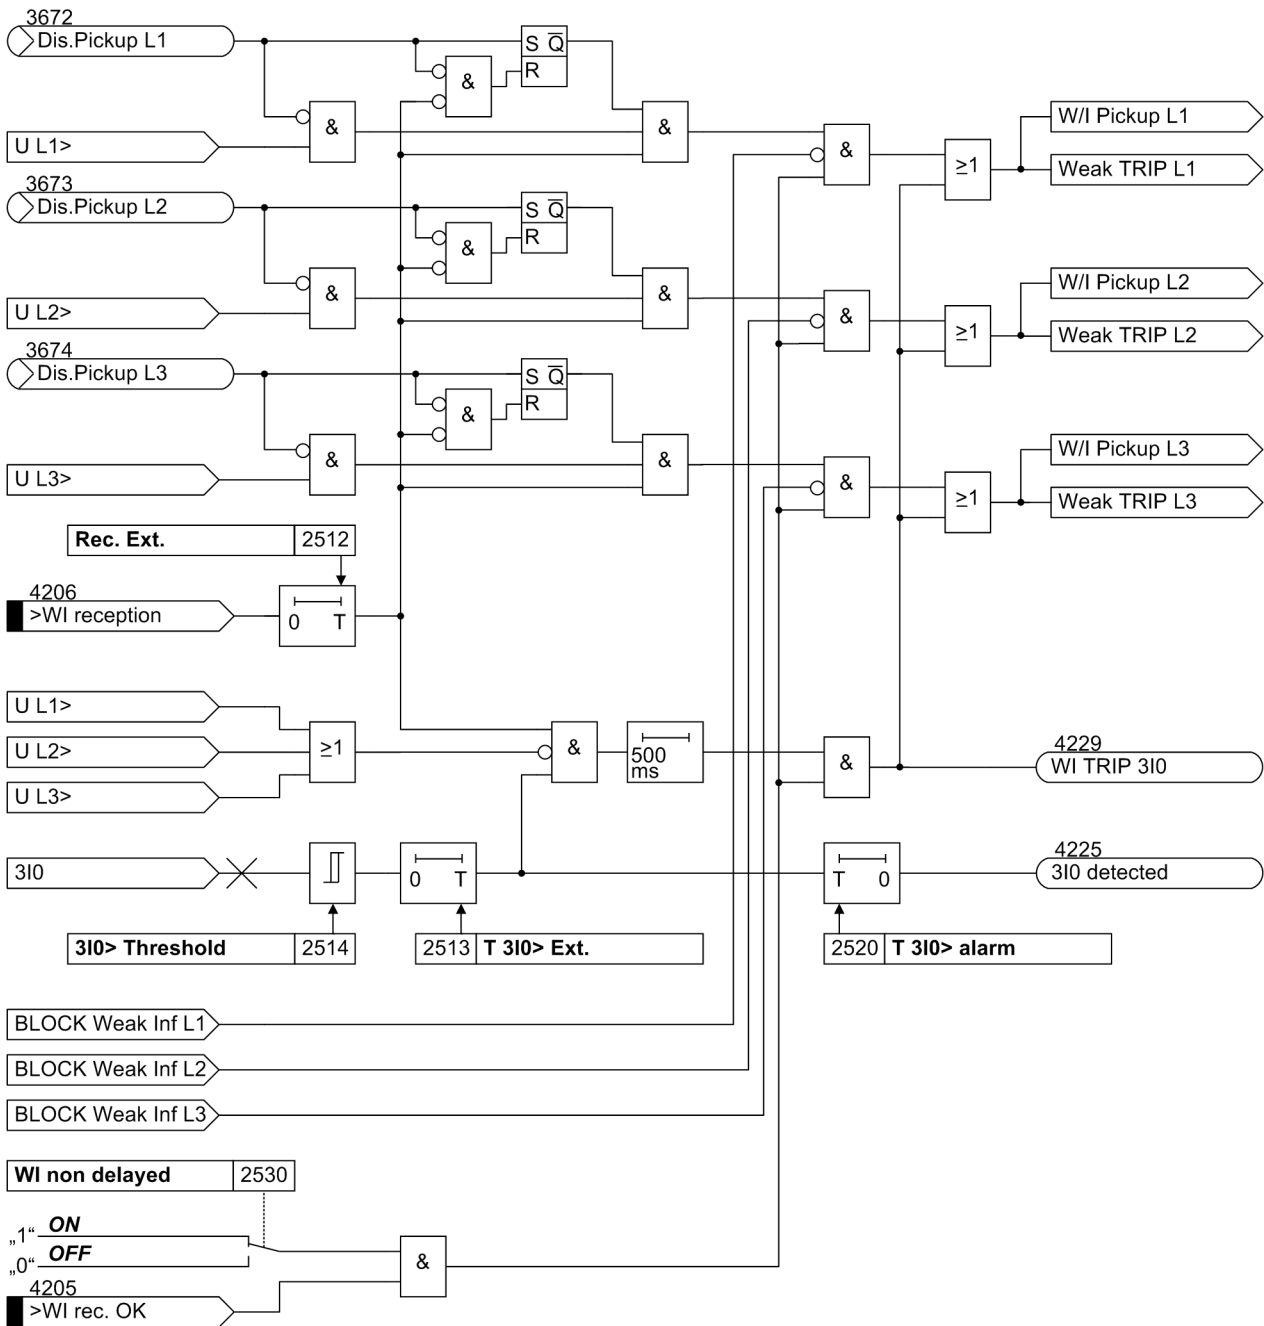 3672
Dis.Pickup L1
S Q̅
R
&
&
&
U L1>
&
≥1
W/I Pickup L1
Weak TRIP L1
3673
Dis.Pickup L2
S Q̅
R
&
&
&
U L2>
&
≥1
W/I Pickup L2
Weak TRIP L2
3674
Dis.Pickup L3
S Q̅
R
&
&
&
U L3>
&
≥1
W/I Pickup L3
Weak TRIP L3
Rec. Ext. 2512
4206
>WI reception
0 T
U L1>
U L2>
U L3>
≥1
&
500
ms
&
4229
WI TRIP 3I0
3I0
0 T
T 0
4225
3I0 detected
3I0> Threshold 2514
2513 T 3I0> Ext.
2520 T 3I0> alarm
BLOCK Weak Inf L1
BLOCK Weak Inf L2
BLOCK Weak Inf L3
WI non delayed 2530
„1“ ON
„0“ OFF
&
4205
>WI rec. OK